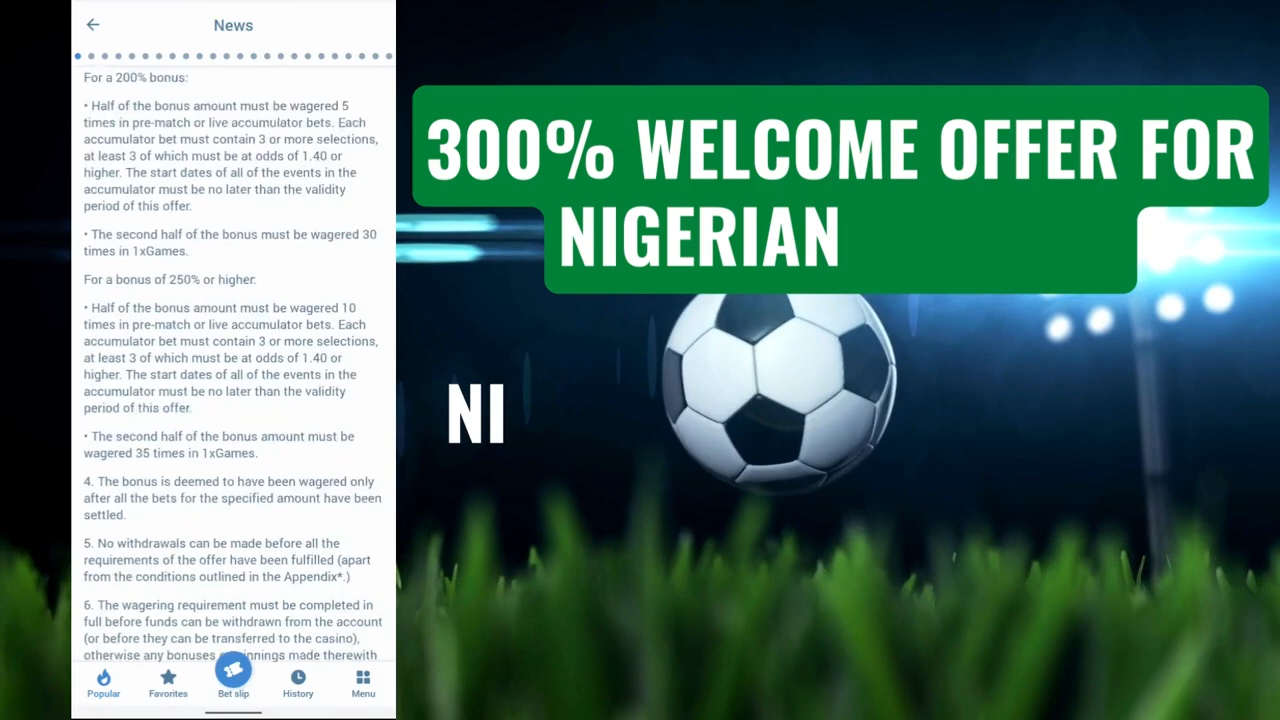 News
For a 200% bonus:
• Half of the bonus amount must be wagered 5
times in pre-match or live accumulator bets. Each
accumulator bet must contain 3 or more selections,
at least 3 of which must be at odds of 1.40 or
higher. The start dates of all of the events in the
accumulator must be no later than the validity
period of this offer.
• The second half of the bonus must be wagered 30
times in 1xGames.
For a bonus of 250% or higher:
• Half of the bonus amount must be wagered 10
times in pre-match or live accumulator bets. Each
accumulator bet must contain 3 or more selections,
at least 3 of which must be at odds of 1.40 or
higher. The start dates of all of the events in the
accumulator must be no later than the validity
period of this offer.
• The second half of the bonus amount must be
wagered 35 times in 1xGames.
4. The bonus is deemed to have been wagered only
after all the bets for the specified amount have been
settled.
5. No withdrawals can be made before all the
requirements of the offer have been fulfilled (apart
from the conditions outlined in the Appendix*.)
6. The wagering requirement must be completed in
full before funds can be withdrawn from the account
(or before they can be transferred to the casino),
otherwise any bonuses made therewith
Popular
Favorites
Bet slip
History
Menu
300% WELCOME OFFER FOR
NIGERIAN
NI